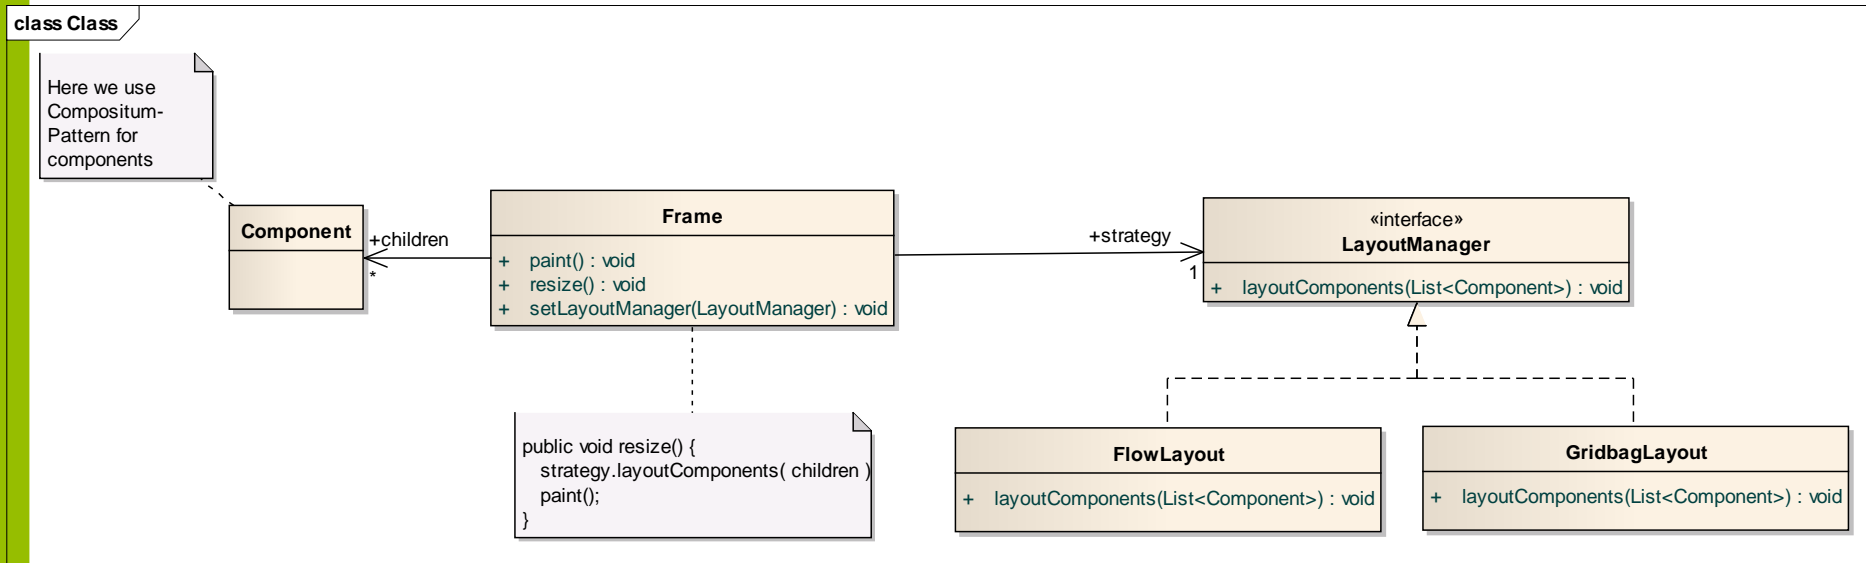 class Class
Here we use
Compositum-
Pattern for
components
Component
+children
*
Frame
+ paint() : void
+ resize() : void
+ setLayoutManager(LayoutManager) : void
+strategy
1
«interface»
LayoutManager
+ layoutComponents(List<Component>) : void
public void resize() {
strategy.layoutComponents( children )
paint();
}
FlowLayout
+ layoutComponents(List<Component>) : void
GridbagLayout
+ layoutComponents(List<Component>) : void